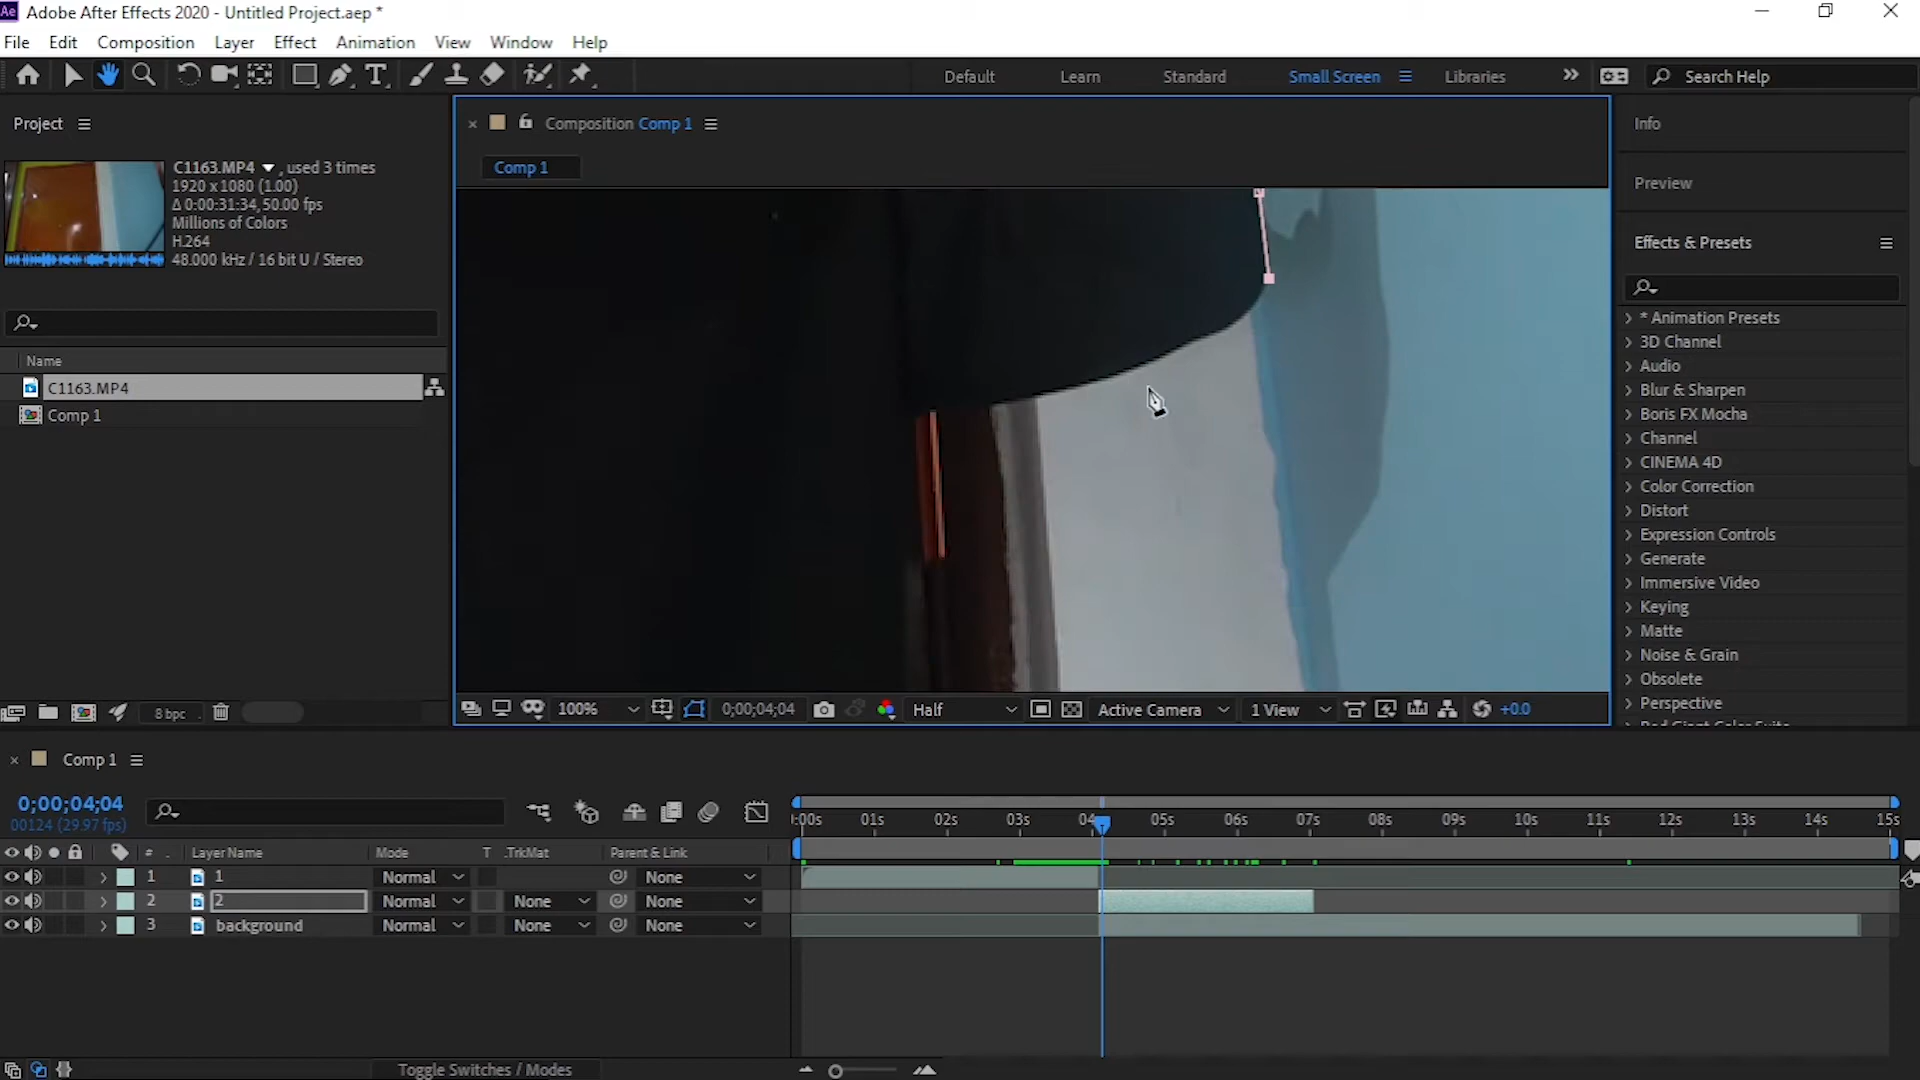 Ae Adobe After Effects 2020 - Untitled Project.aep *
File Edit Composition Layer Effect Animation View Window Help
Default Learn Standard Small Screen Libraries Search Help
Project
C1163.MP4 , used 3 times
1920 x 1080 (1.00)
Δ 0:00:31:34, 50.00 fps
Millions of Colors
H.264
48.000 kHz / 16 bit U / Stereo
Name
C1163.MP4
Comp 1
8 bpc
Composition Comp 1
Comp 1
100% 0;00;04;04 Half Active Camera 1 View +0.0
Info
Preview
Effects & Presets
* Animation Presets
3D Channel
Audio
Blur & Sharpen
Boris FX Mocha
Channel
CINEMA 4D
Color Correction
Distort
Expression Controls
Generate
Immersive Video
Keying
Matte
Noise & Grain
Obsolete
Perspective
Comp 1
0;00;04;04
00124 (29.97 fps)
:00s 01s 02s 03s 04 05s 06s 07s 08s 09s 10s 11s 12s 13s 14s 15s
# Layer Name Mode T .TrkMat Parent & Link
1 1 Normal None
2 2 Normal None None
3 background Normal None None
Toggle Switches / Modes